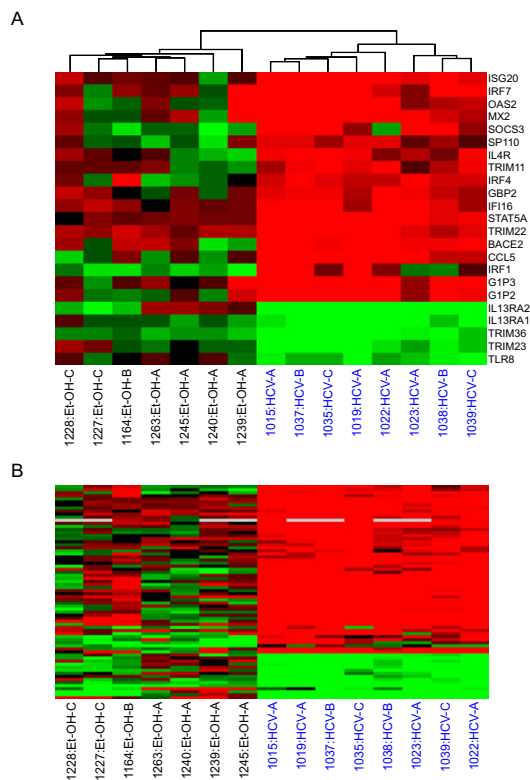 A
ISG20
IRF7
OAS2
MX2
SOCS3
SP110
IL4R
TRIM11
IRF4
GBP2
IFI16
STAT5A
TRIM22
BACE2
CCL5
IRF1
G1P3
G1P2
IL13RA2
IL13RA1
TRIM36
TRIM23
TLR8
1228:Et-OH-C
1227:Et-OH-C
1164:Et-OH-B
1263:Et-OH-A
1245:Et-OH-A
1240:Et-OH-A
1239:Et-OH-A
1015:HCV-A
1037:HCV-B
1035:HCV-C
1019:HCV-A
1022:HCV-A
1023:HCV-A
1038:HCV-B
1039:HCV-C
B
1228:Et-OH-C
1227:Et-OH-C
1164:Et-OH-B
1263:Et-OH-A
1240:Et-OH-A
1239:Et-OH-A
1245:Et-OH-A
1015:HCV-A
1019:HCV-A
1037:HCV-B
1035:HCV-C
1038:HCV-B
1023:HCV-A
1039:HCV-C
1022:HCV-A